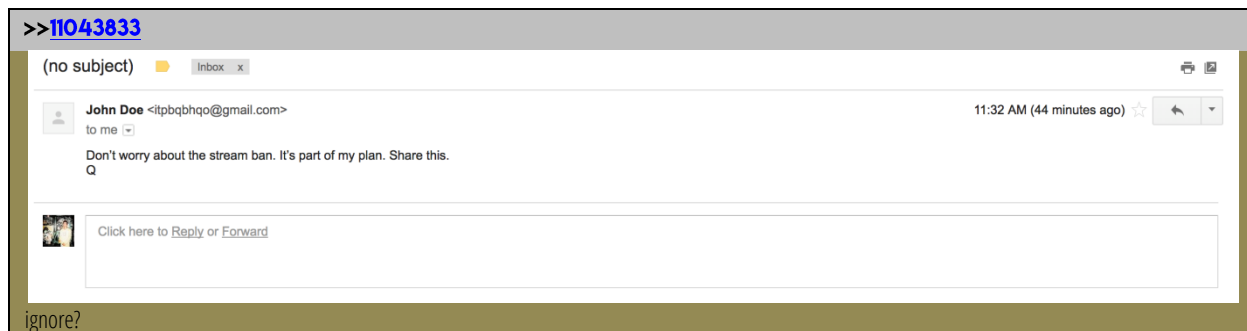 >>11043833
(no subject) Inbox x
John Doe <itpbqbhqo@gmail.com> 11:32 AM (44 minutes ago)
to me
Don't worry about the stream ban. It's part of my plan. Share this.
Q
Click here to Reply or Forward
ignore?